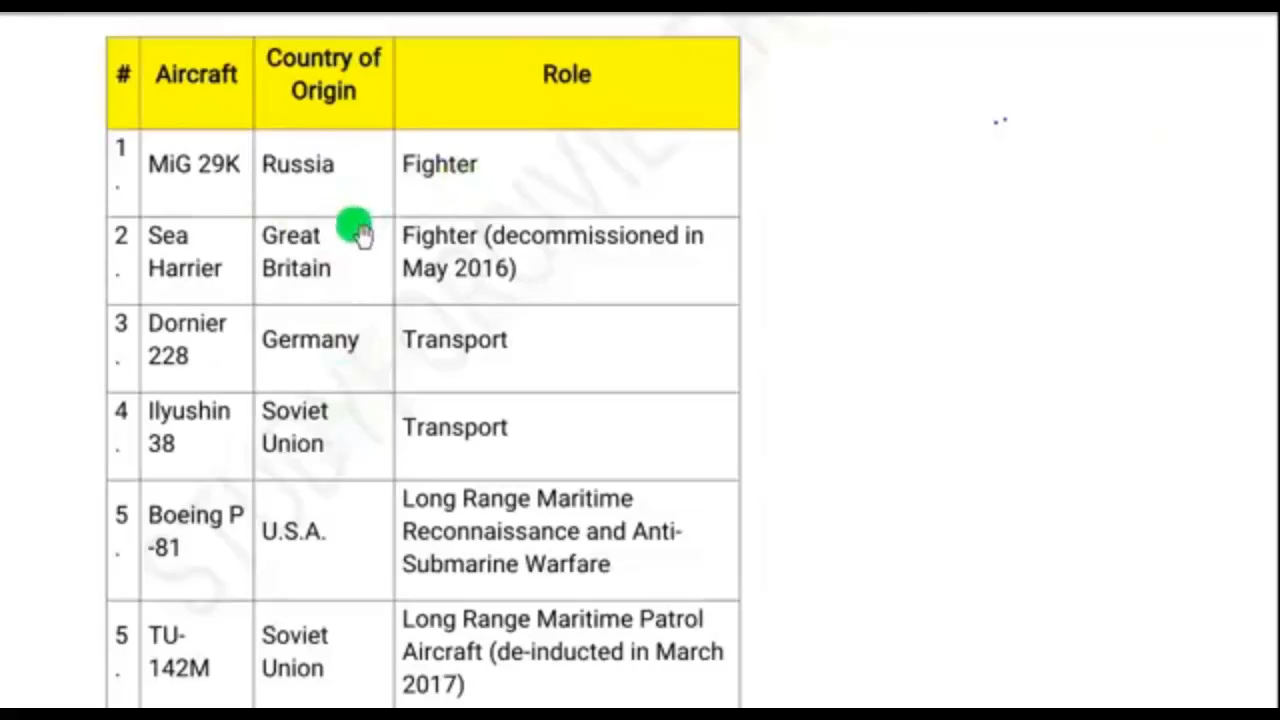 # Aircraft Country of Origin Role
1. MiG 29K Russia Fighter
2. Sea Harrier Great Britain Fighter (decommissioned in May 2016)
3. Dornier 228 Germany Transport
4. Ilyushin 38 Soviet Union Transport
5. Boeing P-81 U.S.A. Long Range Maritime Reconnaissance and Anti-Submarine Warfare
5. TU-142M Soviet Union Long Range Maritime Patrol Aircraft (de-inducted in March 2017)